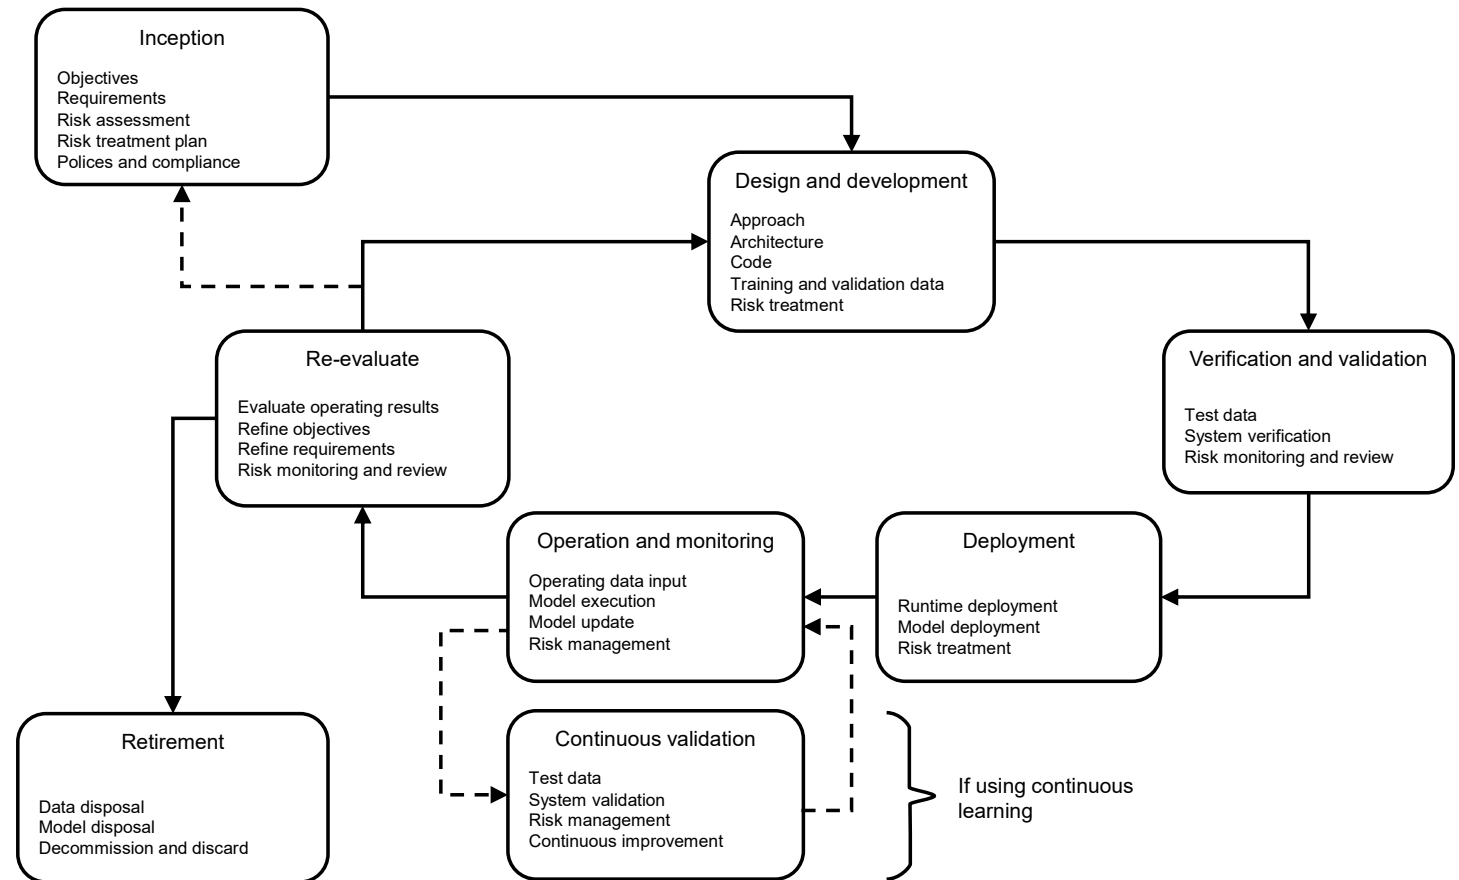 Inception
Objectives
Requirements
Risk assessment
Risk treatment plan
Polices and compliance
Design and development
Approach
Architecture
Code
Training and validation data
Risk treatment
Re-evaluate
Evaluate operating results
Refine objectives
Refine requirements
Risk monitoring and review
Verification and validation
Test data
System verification
Risk monitoring and review
Operation and monitoring
Operating data input
Model execution
Model update
Risk management
Deployment
Runtime deployment
Model deployment
Risk treatment
Retirement
Data disposal
Model disposal
Decommission and discard
Continuous validation
Test data
System validation
Risk management
Continuous improvement
If using continuous
learning